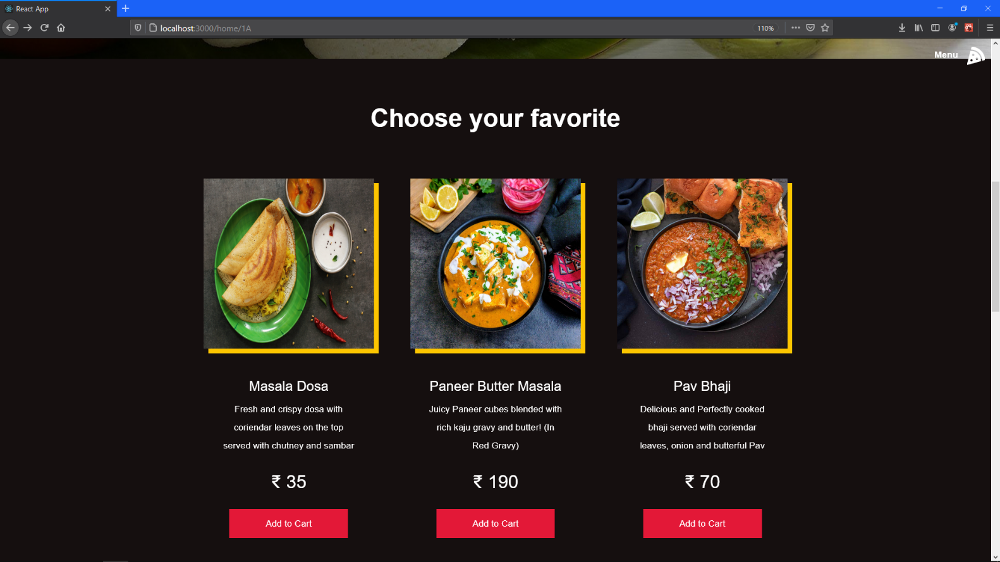 React App
localhost:3000/home/1A
110%
Menu
Choose your favorite
Masala Dosa
Fresh and crispy dosa with
coriendar leaves on the top
served with chutney and sambar
₹ 35
Add to Cart
Paneer Butter Masala
Juicy Paneer cubes blended with
rich kaju gravy and butter! (In
Red Gravy)
₹ 190
Add to Cart
Pav Bhaji
Delicious and Perfectly cooked
bhaji served with coriendar
leaves, onion and butterful Pav
₹ 70
Add to Cart